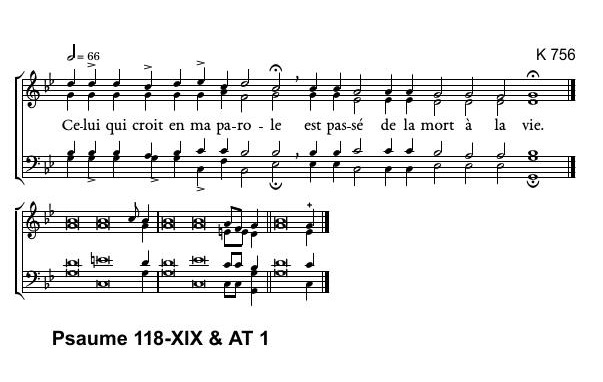 = 66
K 756
Ce-lui qui croit en ma pa-ro - le est pas-sé de la mort à la vie.
Psaume 118-XIX & AT 1